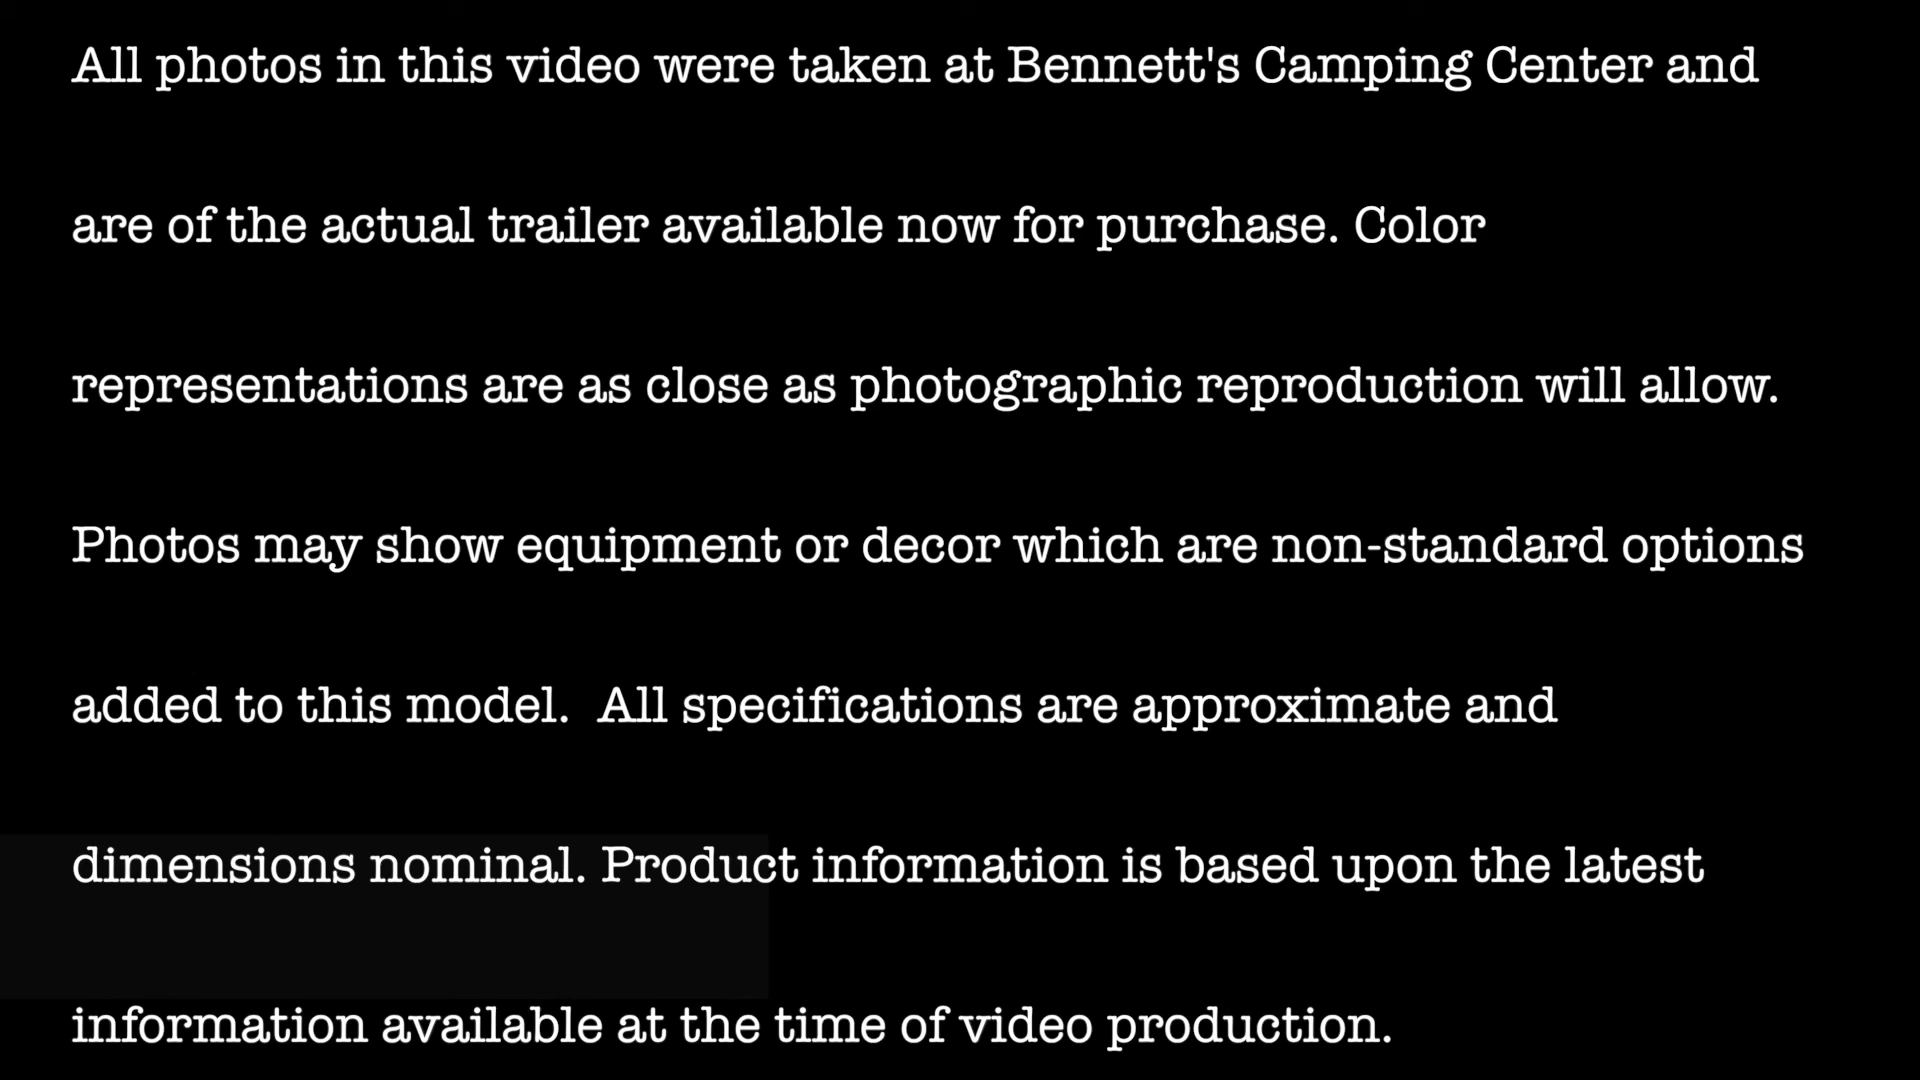 All photos in this video were taken at Bennett's Camping Center and
are of the actual trailer available now for purchase. Color
representations are as close as photographic reproduction will allow.
Photos may show equipment or decor which are non-standard options
added to this model.  All specifications are approximate and
dimensions nominal. Product information is based upon the latest
information available at the time of video production.